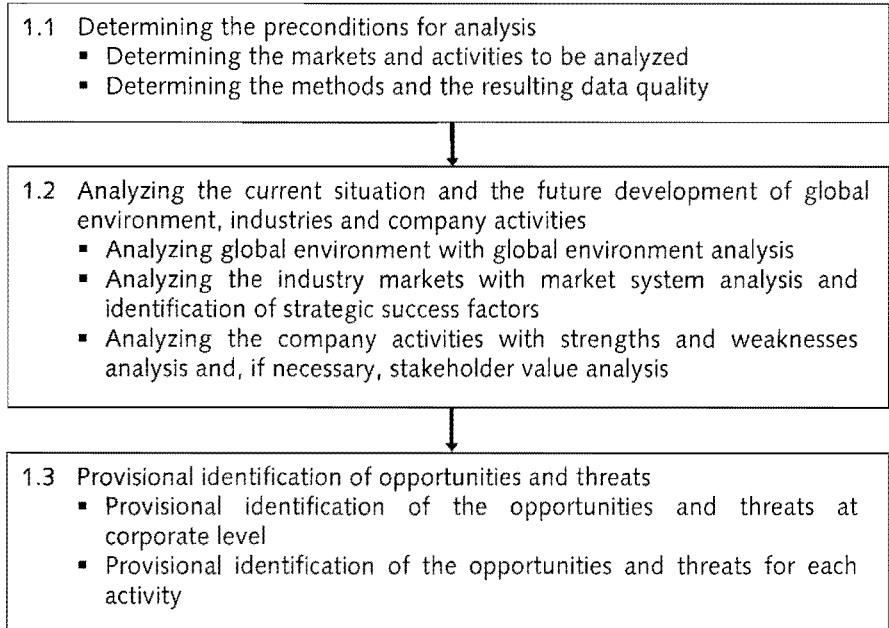 1.1 Determining the preconditions for analysis
▪ Determining the markets and activities to be analyzed
▪ Determining the methods and the resulting data quality
1.2 Analyzing the current situation and the future development of global
environment, industries and company activities
▪ Analyzing global environment with global environment analysis
▪ Analyzing the industry markets with market system analysis and
identification of strategic success factors
▪ Analyzing the company activities with strengths and weaknesses
analysis and, if necessary, stakeholder value analysis
1.3 Provisional identification of opportunities and threats
▪ Provisional identification of the opportunities and threats at
corporate level
▪ Provisional identification of the opportunities and threats for each
activity